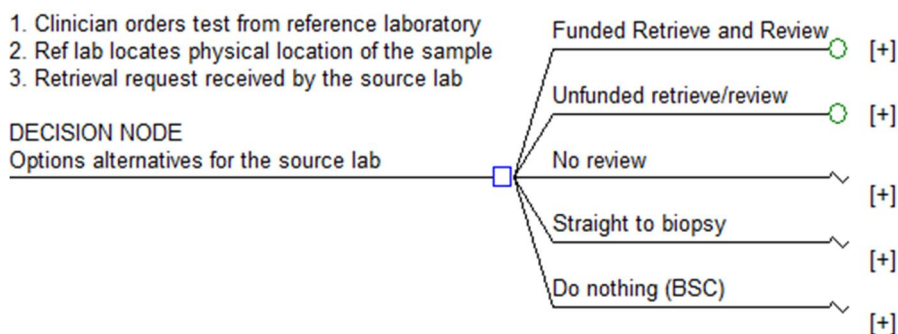 1. Clinician orders test from reference laboratory
2. Ref lab locates physical location of the sample
3. Retrieval request received by the source lab
DECISION NODE
Options alternatives for the source lab
Funded Retrieve and Review
[+]
Unfunded retrieve/review
[+]
No review
[+]
Straight to biopsy
[+]
Do nothing (BSC)
[+]